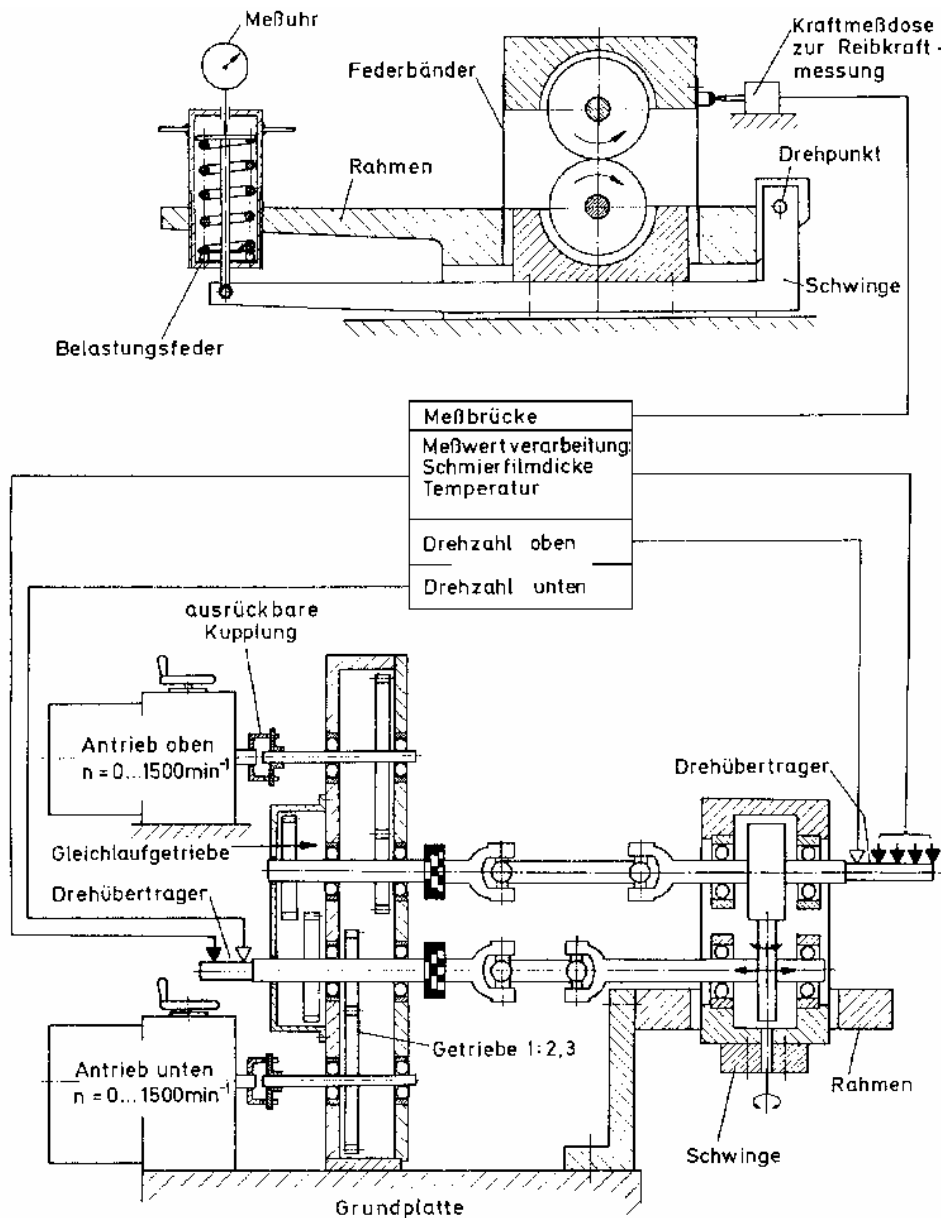 Meßuhr
Kraftmeßdose
zur Reibkraft-
messung
Federbänder
Drehpunkt
Rahmen
Schwinge
Belastungsfeder
Meßbrücke
Meßwertverarbeitung:
Schmierfilmdicke
Temperatur
Drehzahl oben
Drehzahl unten
ausrückbare
Kupplung
Antrieb oben
n = 0...1500min⁻¹
Drehübertrager
Gleichlaufgetriebe
Drehübertrager
Getriebe 1:2,3
Antrieb unten
n = 0...1500min⁻¹
Rahmen
Schwinge
Grundplatte